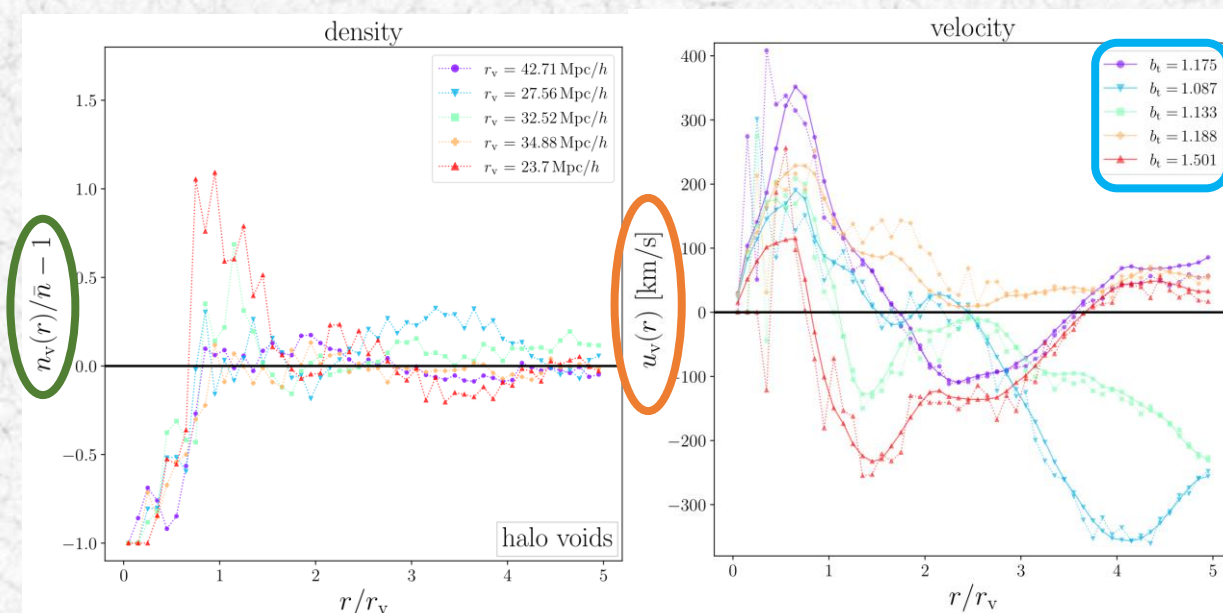 density
n_v(r)/n̄ − 1
1.5
1.0
0.5
0.0
−0.5
−1.0
r_v = 42.71 Mpc/h
r_v = 27.56 Mpc/h
r_v = 32.52 Mpc/h
r_v = 34.88 Mpc/h
r_v = 23.7 Mpc/h
halo voids
0 1 2 3 4 5
r/r_v
velocity
u_v(r) [km/s]
400
300
200
100
0
−100
−200
−300
b_t = 1.175
b_t = 1.087
b_t = 1.133
b_t = 1.188
b_t = 1.501
0 1 2 3 4 5
r/r_v